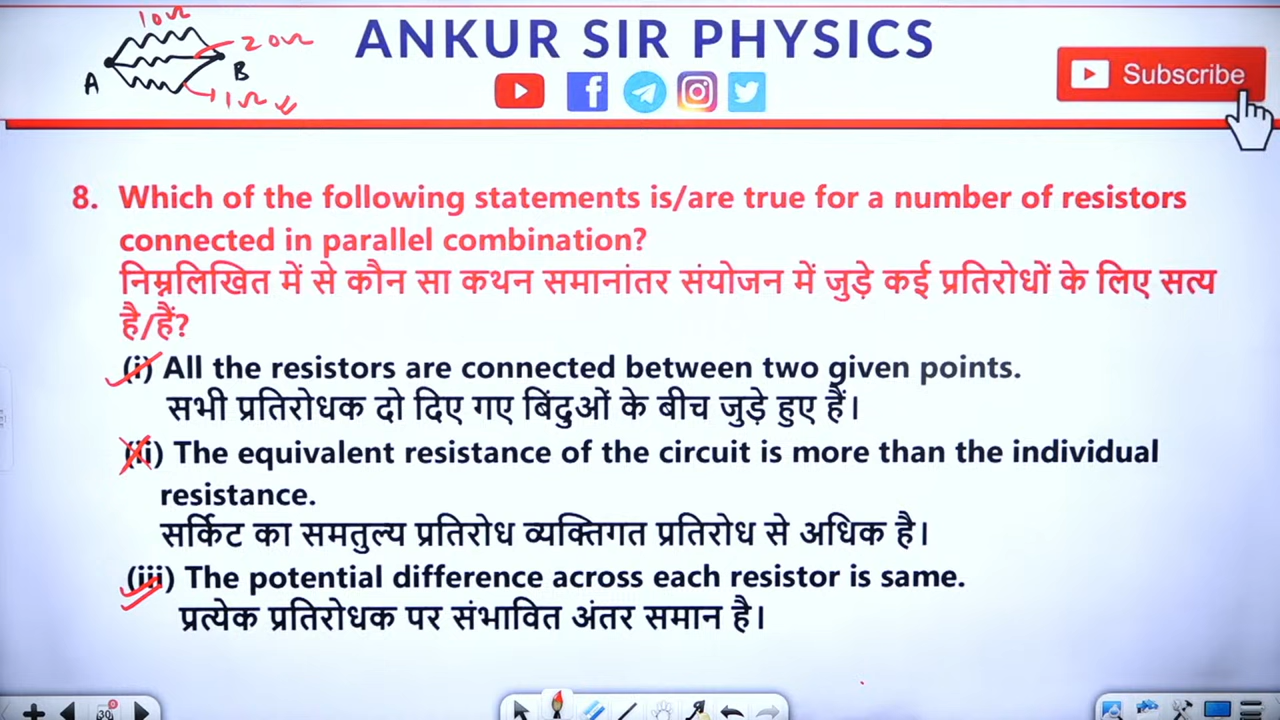 10Ω
20Ω
A
B
1Ω
ANKUR SIR PHYSICS
Subscribe
8. Which of the following statements is/are true for a number of resistors
connected in parallel combination?
निम्नलिखित में से कौन सा कथन समानांतर संयोजन में जुड़े कई प्रतिरोधों के लिए सत्य
है/हैं?
(i) All the resistors are connected between two given points.
सभी प्रतिरोधक दो दिए गए बिंदुओं के बीच जुड़े हुए हैं।
(ii) The equivalent resistance of the circuit is more than the individual
resistance.
सर्किट का समतुल्य प्रतिरोध व्यक्तिगत प्रतिरोध से अधिक है।
(iii) The potential difference across each resistor is same.
प्रत्येक प्रतिरोधक पर संभावित अंतर समान है।
30